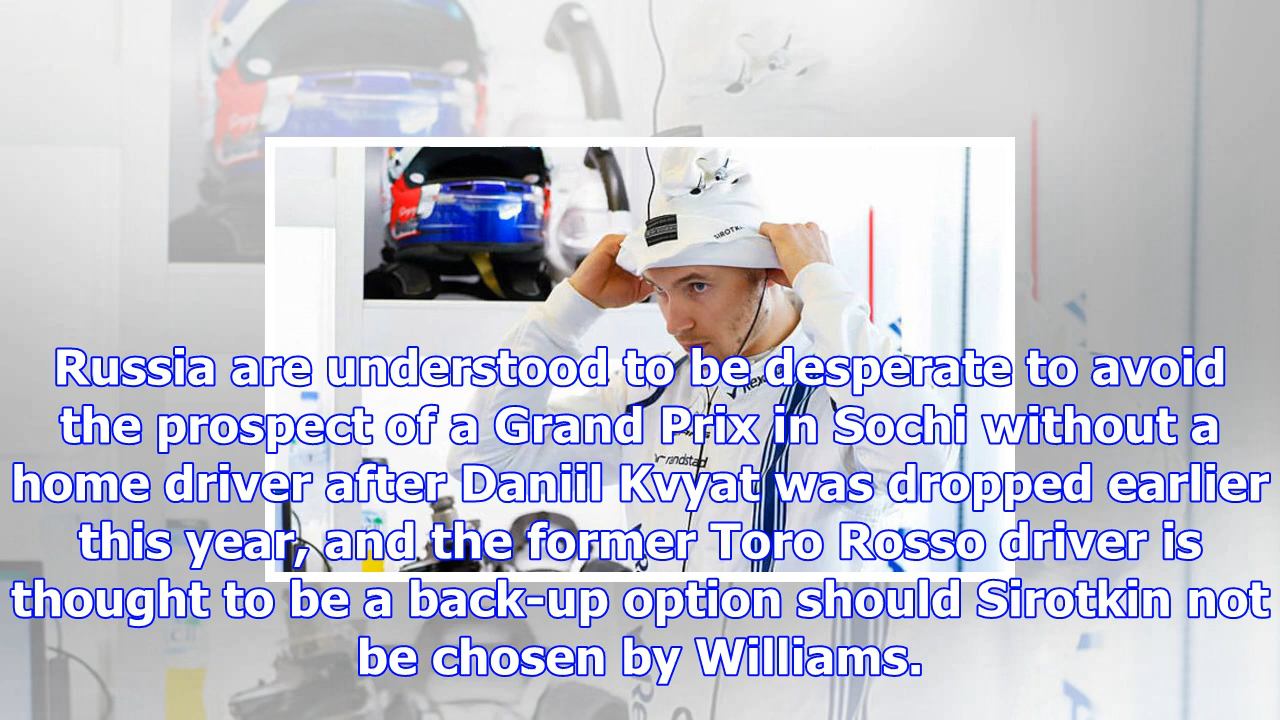 SIROTKIN
Russia are understood to be desperate to avoid
the prospect of a Grand Prix in Sochi without a
home driver after Daniil Kvyat was dropped earlier
this year, and the former Toro Rosso driver is
thought to be a back-up option should Sirotkin not
be chosen by Williams.
randstad